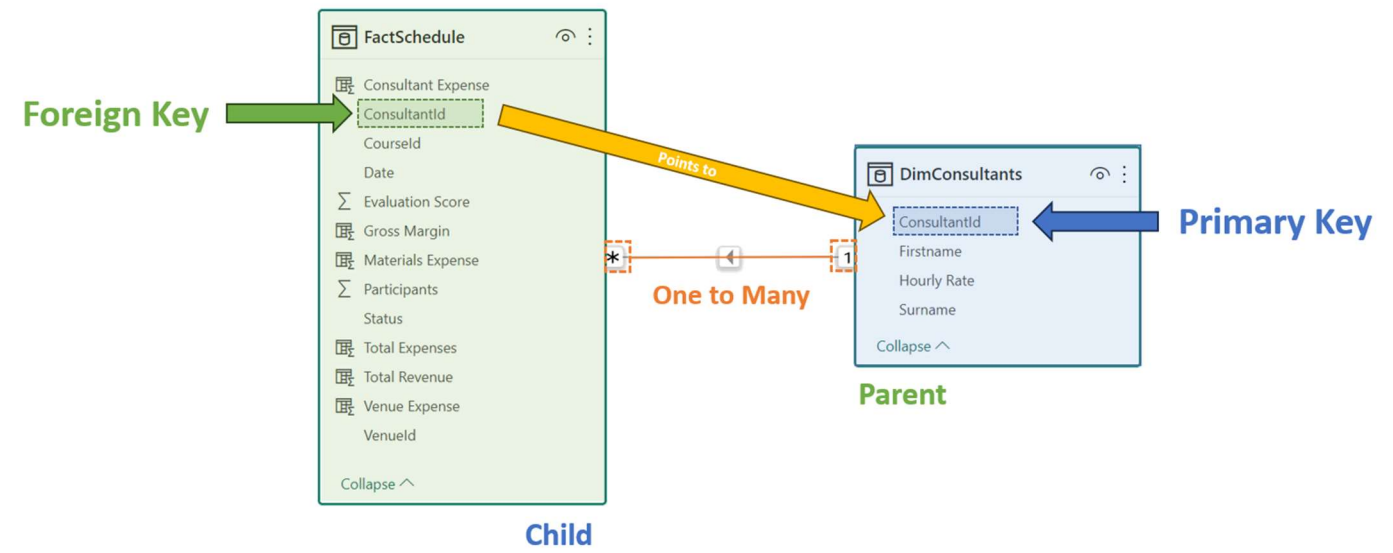 FactSchedule
Consultant Expense
Foreign Key
ConsultantId
CourseId
Date
Evaluation Score
Gross Margin
Materials Expense
Participants
Status
Total Expenses
Total Revenue
Venue Expense
VenueId
Collapse
Child
Points to
*
1
One to Many
DimConsultants
ConsultantId
Primary Key
Firstname
Hourly Rate
Surname
Collapse
Parent